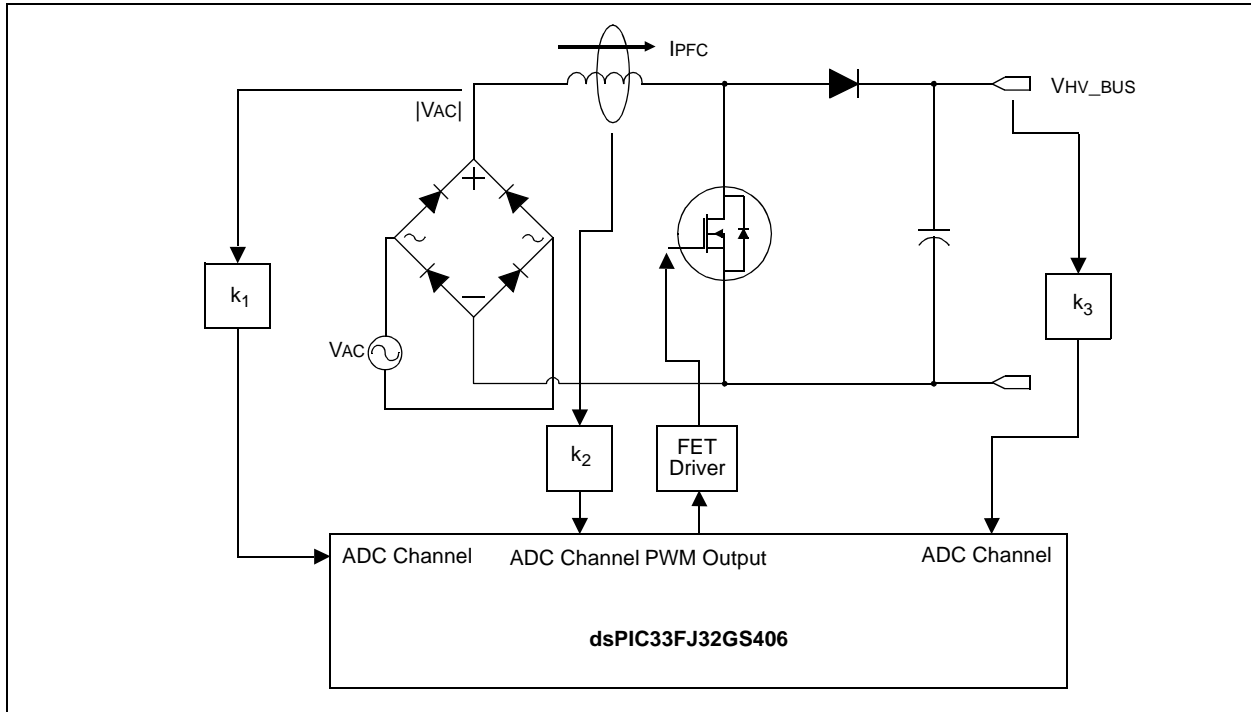 IPFC
VHV_BUS
|VAC|
k1
k3
VAC
k2
FET
Driver
ADC Channel
ADC Channel PWM Output
ADC Channel
dsPIC33FJ32GS406